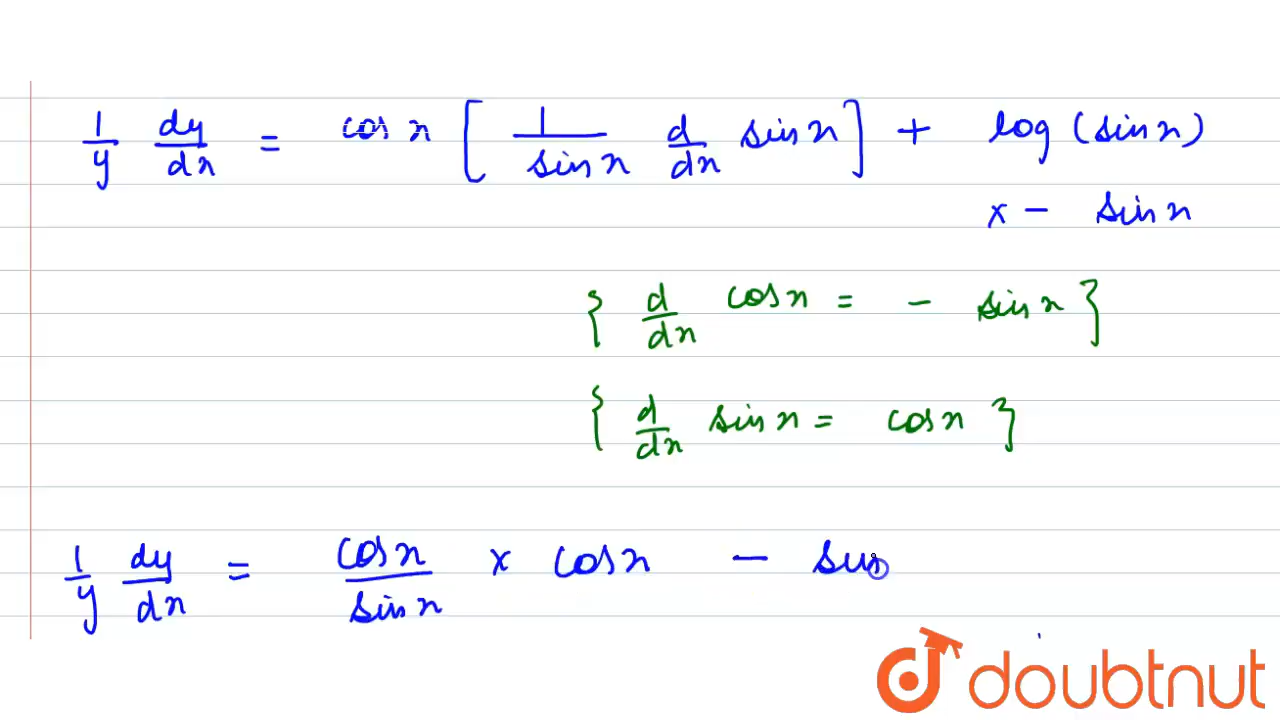 1/y dy/dx = cos x [ 1/sin x d/dx sin x ] + log (sin x)
x − sin x
{ d/dx cos x = − sin x }
{ d/dx sin x = cos x }
1/y dy/dx = cos x/sin x x cos x − sin
doubtnut